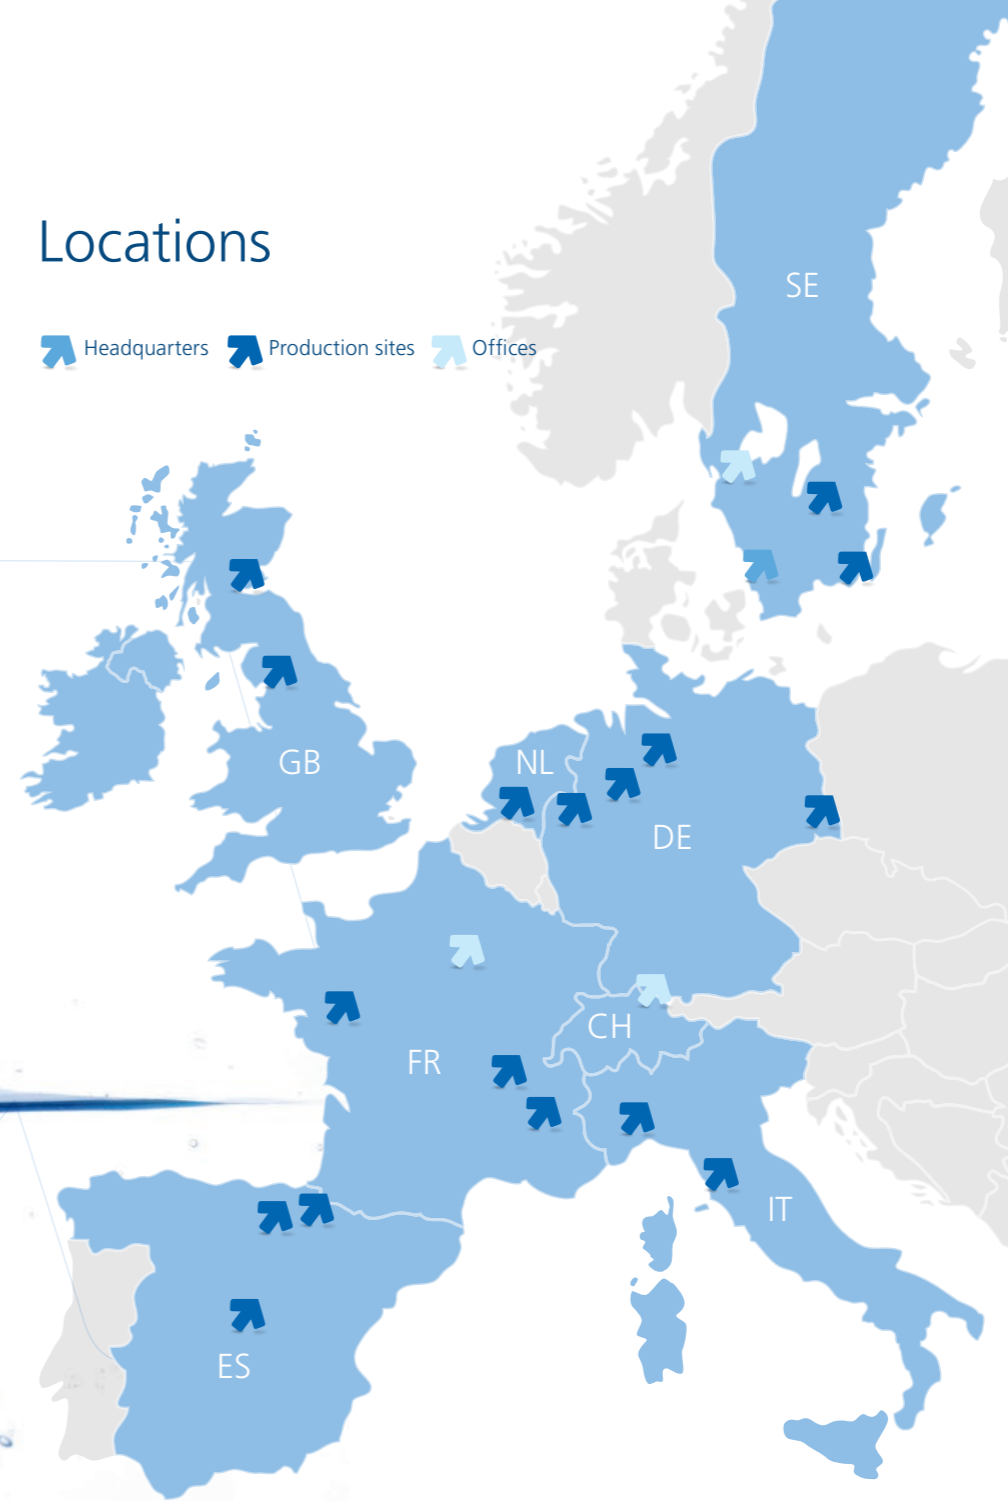 Locations
Headquarters Production sites Offices
SE
GB
NL
DE
CH
FR
IT
ES